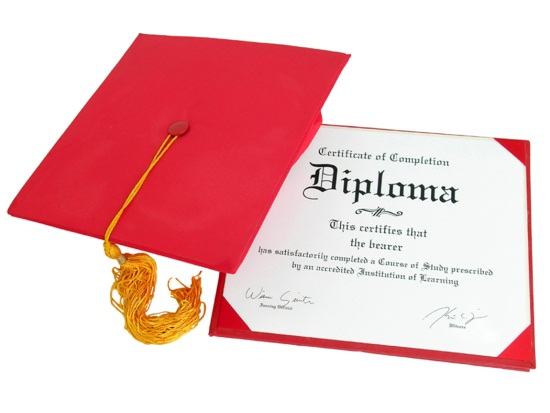 Certificate of Completion
Diploma
This certifies that
the bearer
has satisfactorily completed a Course of Study prescribed
by an accredited Institution of Learning
Witness